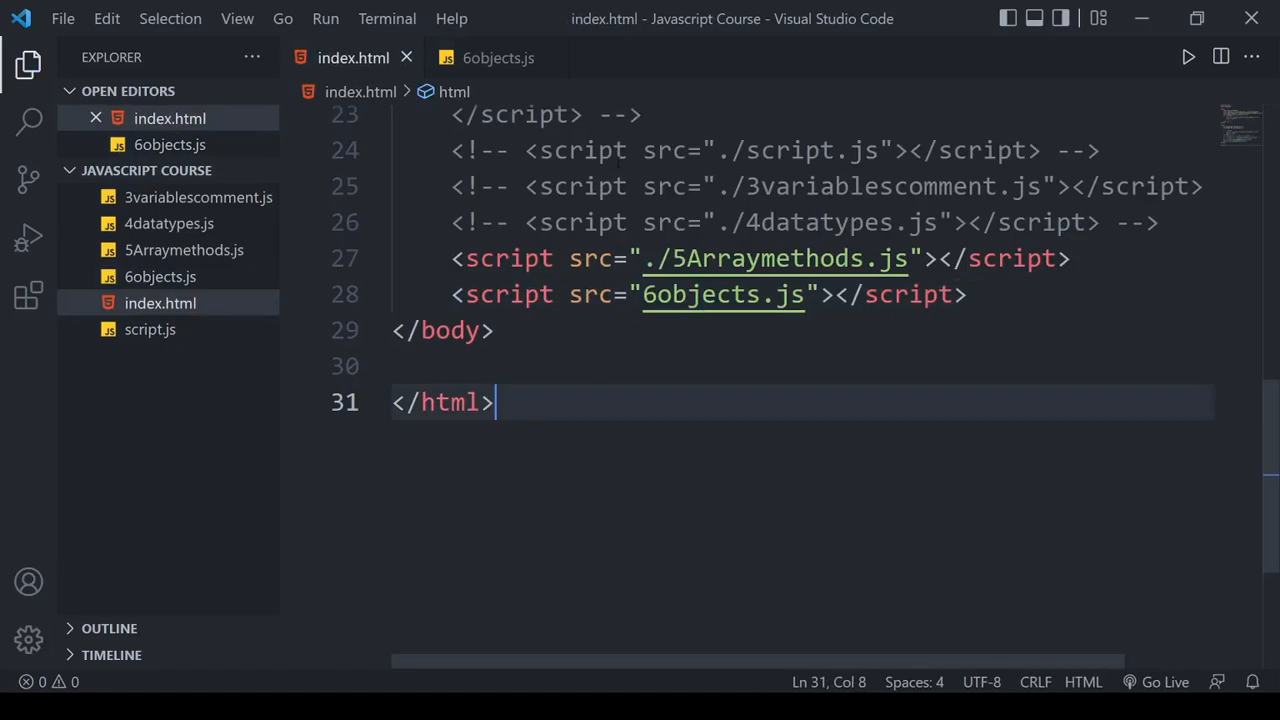 File Edit Selection View Go Run Terminal Help index.html - Javascript Course - Visual Studio Code
EXPLORER
OPEN EDITORS
index.html
6objects.js
JAVASCRIPT COURSE
3variablescomment.js
4datatypes.js
5Arraymethods.js
6objects.js
index.html
script.js
OUTLINE
TIMELINE
index.html 6objects.js
index.html > html
23 </script> -->
24 <!-- <script src="./script.js"></script> -->
25 <!-- <script src="./3variablescomment.js"></script>
26 <!-- <script src="./4datatypes.js"></script> -->
27 <script src="./5Arraymethods.js"></script>
28 <script src="6objects.js"></script>
29 </body>
30
31 </html>
0 0 Ln 31, Col 8 Spaces: 4 UTF-8 CRLF HTML Go Live